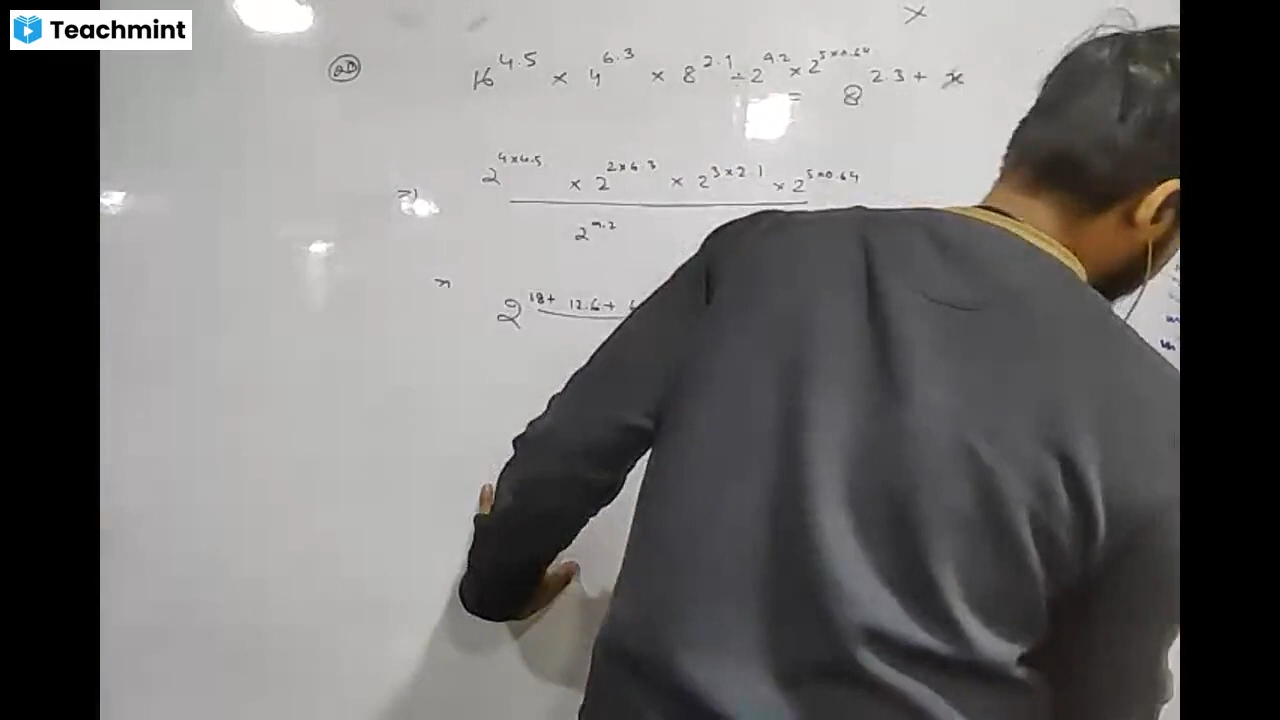 Teachmint
20 16^4.5 × 4^6.3 × 8^2.1 ÷ 2^9.2 × 2^5×0.64 = 8^2.3 + x
=> 2^4×4.5 × 2^2×6.3 × 2^3×2.1 × 2^5×0.64
2^9.2
2^18+ 12.6+ 6